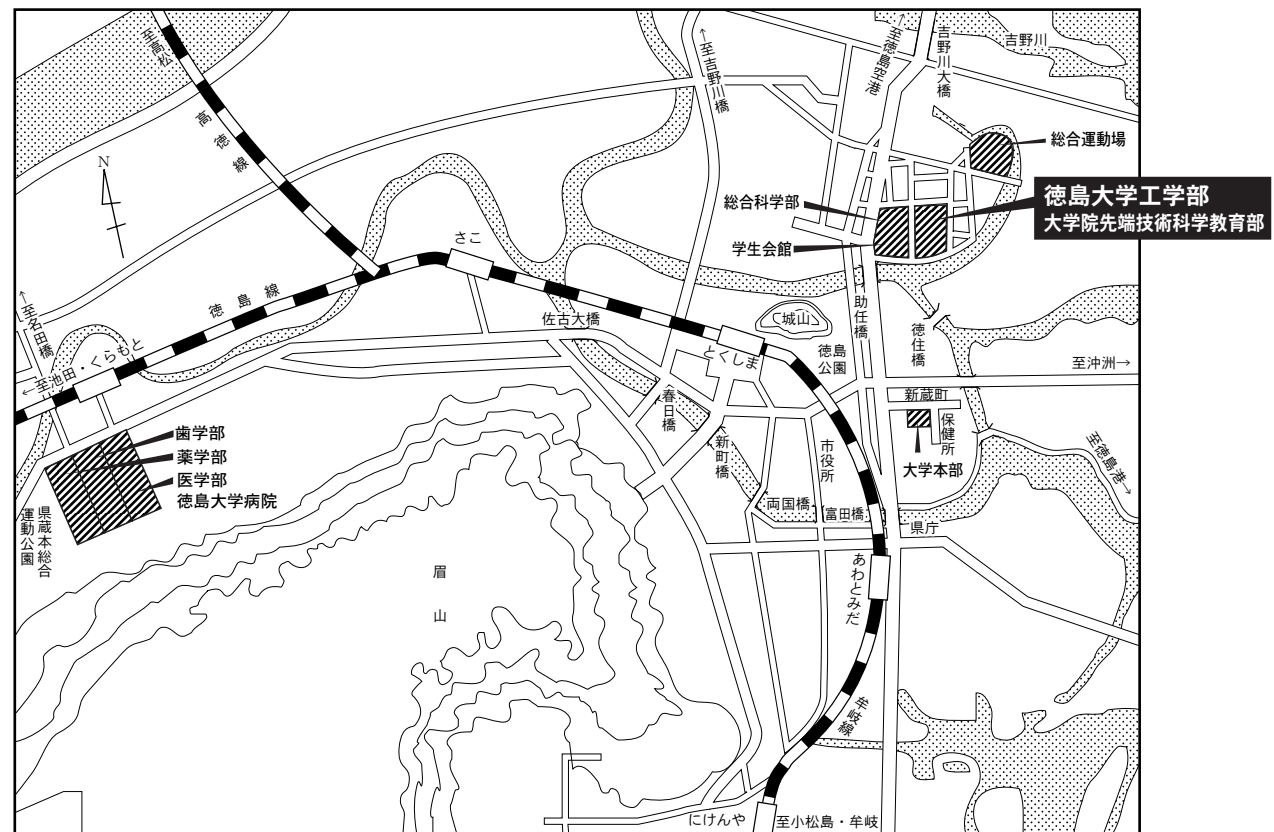 至高松
高徳線
N
←至吉野川橋
至徳島空港→
吉野川大橋
吉野川
総合運動場
徳島大学工学部
大学院先端技術科学教育部
総合科学部
学生会館
さこ
徳島線
←至名田橋
←至池田・くらもと
佐古大橋
城山
助任橋
徳住橋
とくしま
徳島
公園
至沖洲→
新蔵町
保健所
大学本部
春日橋
新町橋
市役所
至徳島港→
両国橋
富田橋
県庁
歯学部
薬学部
医学部
徳島大学病院
県蔵本総合
運動公園
眉山
あわとみだ
牟岐線
にけんや
至小松島・牟岐